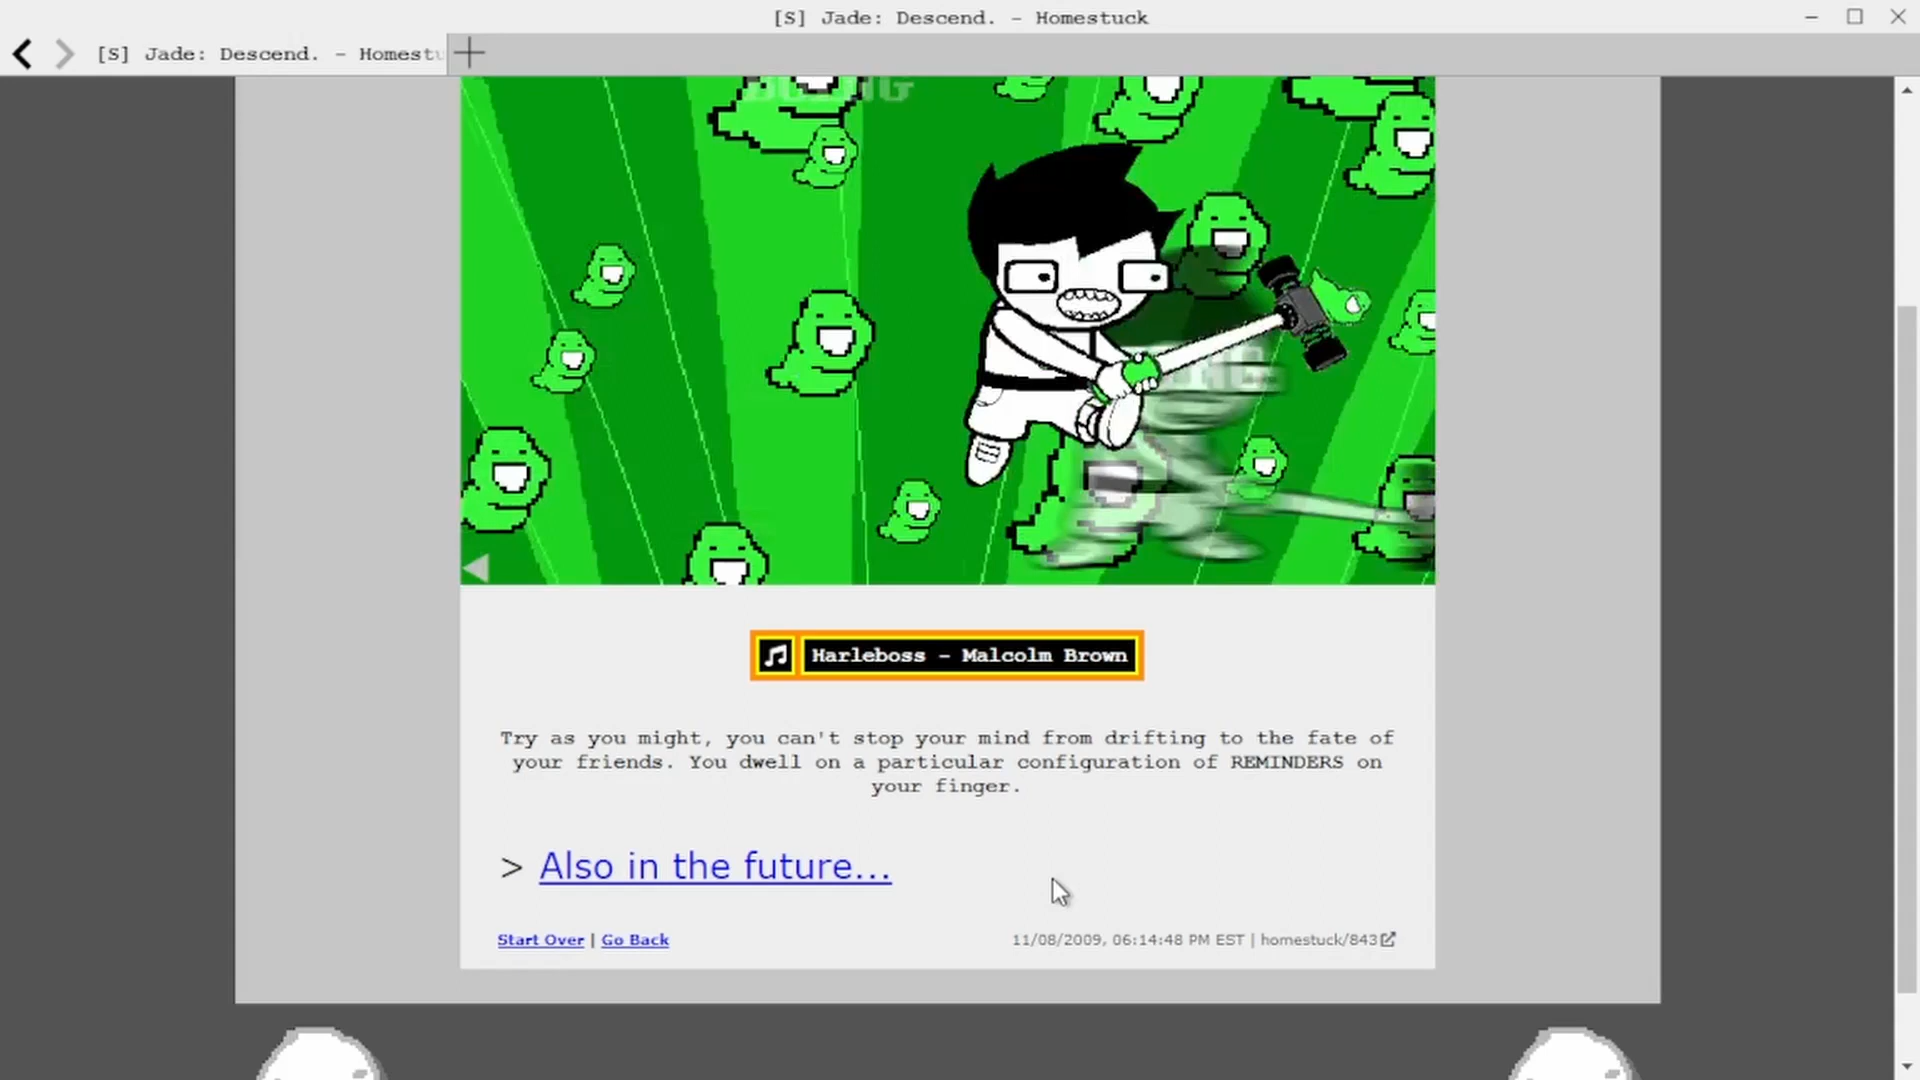 [S] Jade: Descend. - Homestuck
[S] Jade: Descend. - Homestu
Harleboss - Malcolm Brown
Try as you might, you can't stop your mind from drifting to the fate of
your friends. You dwell on a particular configuration of REMINDERS on
your finger.
> Also in the future...
Start Over | Go Back
11/08/2009, 06:14:48 PM EST | homestuck/843